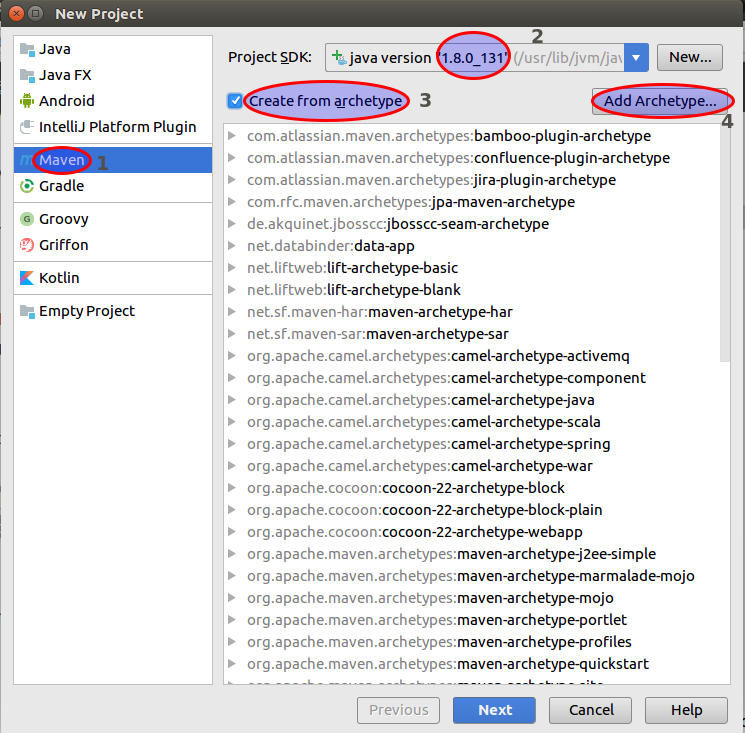 New Project
Java
Java FX
Android
IntelliJ Platform Plugin
Maven 1
Gradle
Groovy
Griffon
Kotlin
Empty Project
2
Project SDK: java version "1.8.0_131" (/usr/lib/jvm/jav New...
Create from archetype 3 Add Archetype...
4
com.atlassian.maven.archetypes:bamboo-plugin-archetype
com.atlassian.maven.archetypes:confluence-plugin-archetype
com.atlassian.maven.archetypes:jira-plugin-archetype
com.rfc.maven.archetypes:jpa-maven-archetype
de.akquinet.jbosscc:jbosscc-seam-archetype
net.databinder:data-app
net.liftweb:lift-archetype-basic
net.liftweb:lift-archetype-blank
net.sf.maven-har:maven-archetype-har
net.sf.maven-sar:maven-archetype-sar
org.apache.camel.archetypes:camel-archetype-activemq
org.apache.camel.archetypes:camel-archetype-component
org.apache.camel.archetypes:camel-archetype-java
org.apache.camel.archetypes:camel-archetype-scala
org.apache.camel.archetypes:camel-archetype-spring
org.apache.camel.archetypes:camel-archetype-war
org.apache.cocoon:cocoon-22-archetype-block
org.apache.cocoon:cocoon-22-archetype-block-plain
org.apache.cocoon:cocoon-22-archetype-webapp
org.apache.maven.archetypes:maven-archetype-j2ee-simple
org.apache.maven.archetypes:maven-archetype-marmalade-mojo
org.apache.maven.archetypes:maven-archetype-mojo
org.apache.maven.archetypes:maven-archetype-portlet
org.apache.maven.archetypes:maven-archetype-profiles
org.apache.maven.archetypes:maven-archetype-quickstart
Previous Next Cancel Help